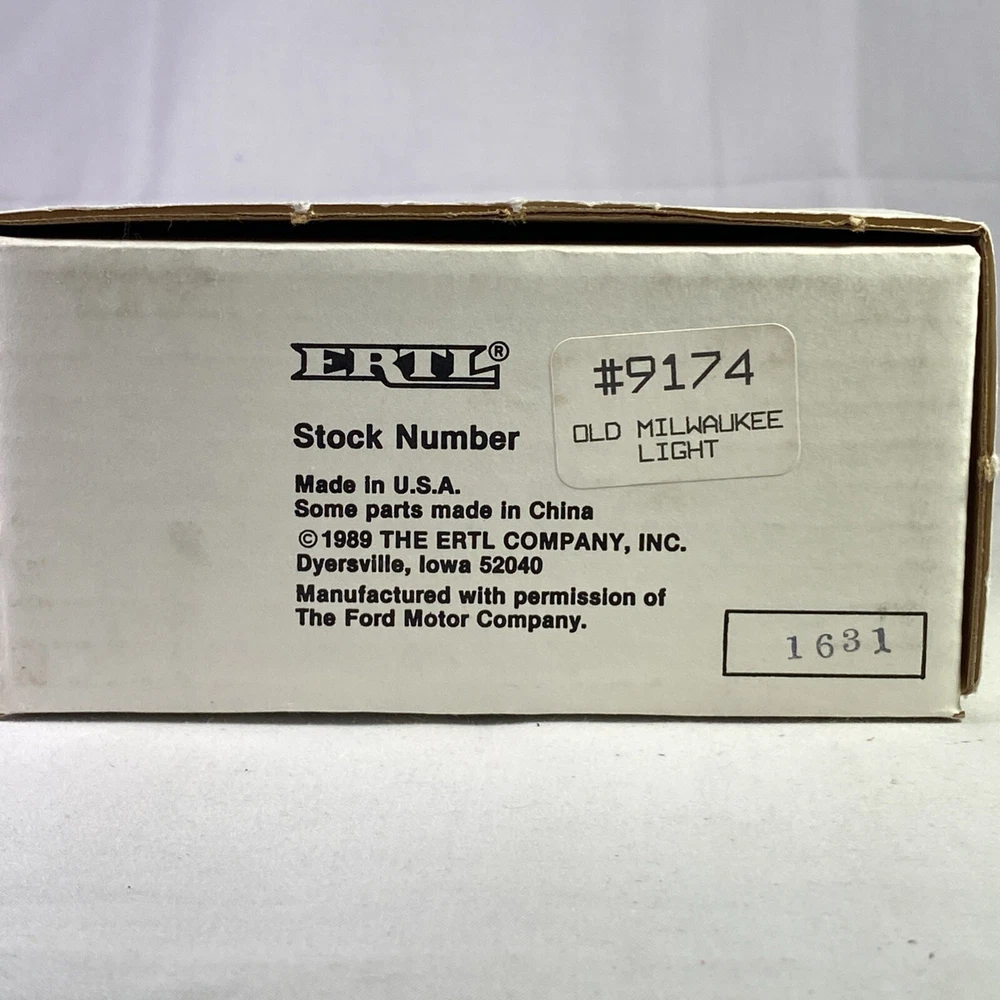 ERTL®
Stock Number
#9174
OLD MILWAUKEE
LIGHT
Made in U.S.A.
Some parts made in China
©1989 THE ERTL COMPANY, INC.
Dyersville, Iowa 52040
Manufactured with permission of
The Ford Motor Company.
1631